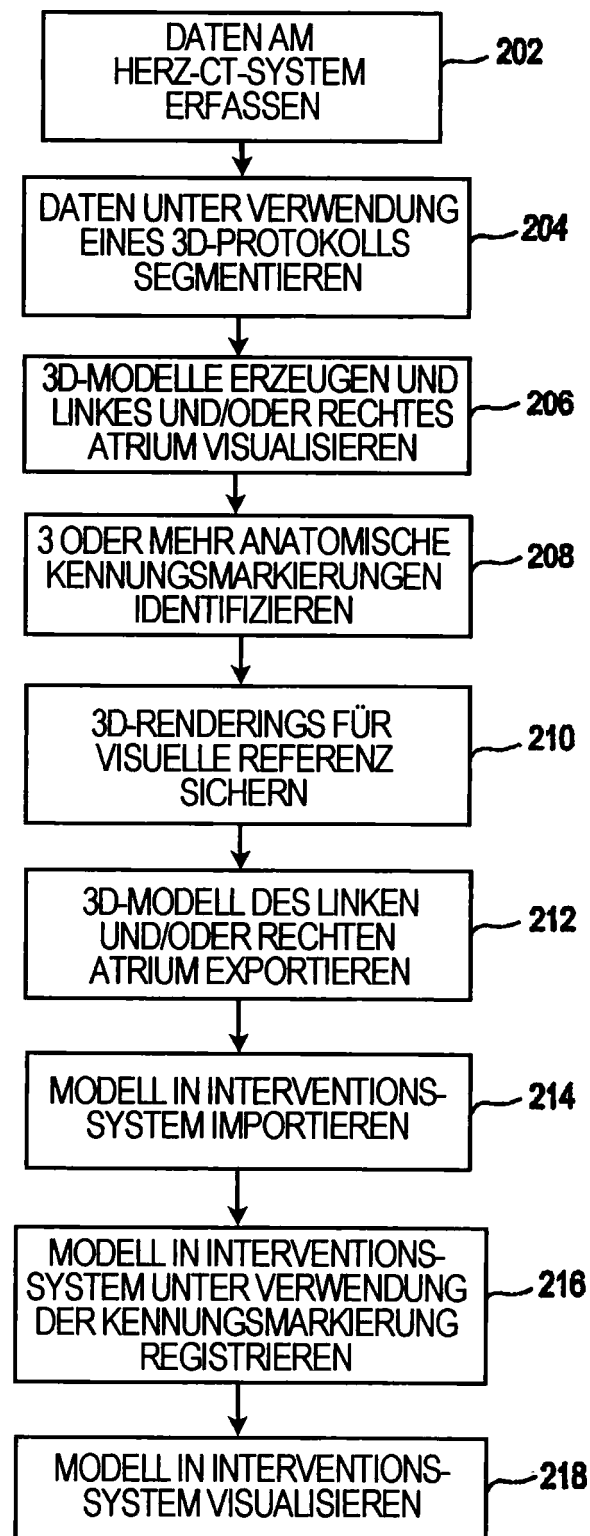 DATEN AM
HERZ-CT-SYSTEM
ERFASSEN
202
DATEN UNTER VERWENDUNG
EINES 3D-PROTOKOLLS
SEGMENTIEREN
204
3D-MODELLE ERZEUGEN UND
LINKES UND/ODER RECHTES
ATRIUM VISUALISIEREN
206
3 ODER MEHR ANATOMISCHE
KENNUNGSMARKIERUNGEN
IDENTIFIZIEREN
208
3D-RENDERINGS FÜR
VISUELLE REFERENZ
SICHERN
210
3D-MODELL DES LINKEN
UND/ODER RECHTEN
ATRIUM EXPORTIEREN
212
MODELL IN INTERVENTIONS-
SYSTEM IMPORTIEREN
214
MODELL IN INTERVENTIONS-
SYSTEM UNTER VERWENDUNG
DER KENNUNGSMARKIERUNG
REGISTRIEREN
216
MODELL IN INTERVENTIONS-
SYSTEM VISUALISIEREN
218